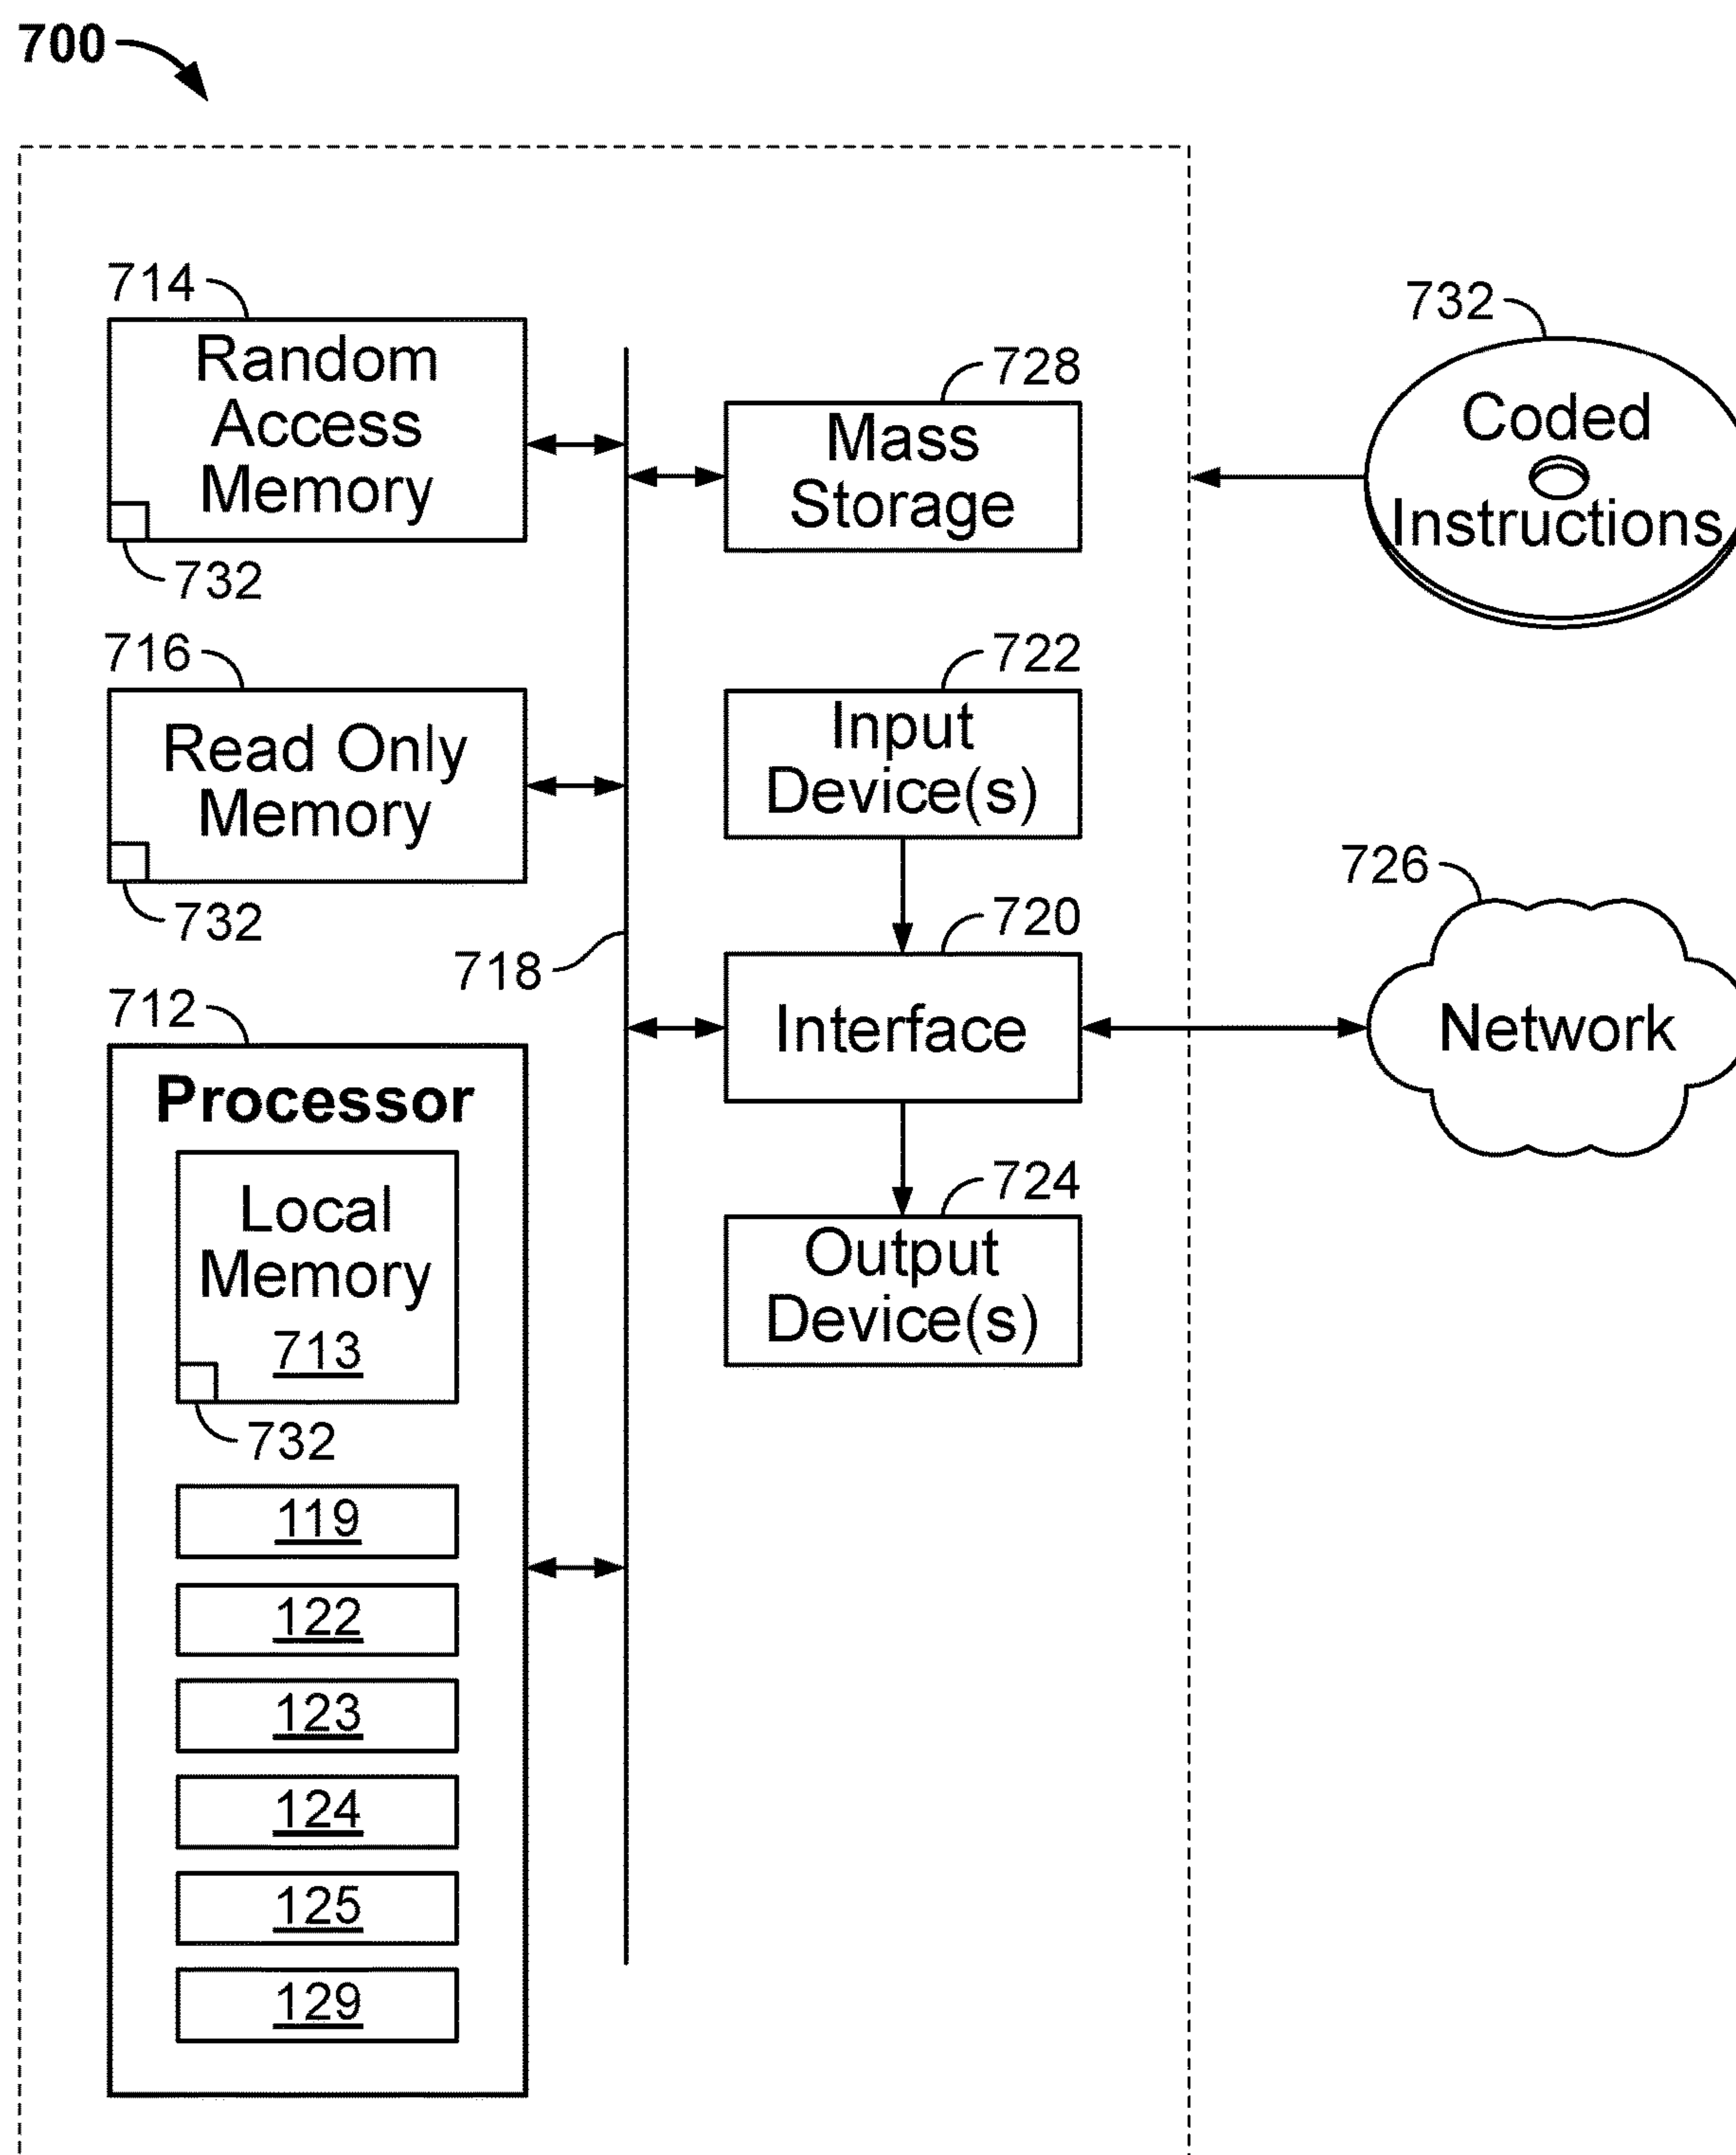 700
714
Random
Access
Memory
732
716
Read Only
Memory
732
718
712
Processor
Local
Memory
713
732
119
122
123
124
125
129
728
Mass
Storage
722
Input
Device(s)
720
Interface
724
Output
Device(s)
732
Coded
Instructions
726
Network